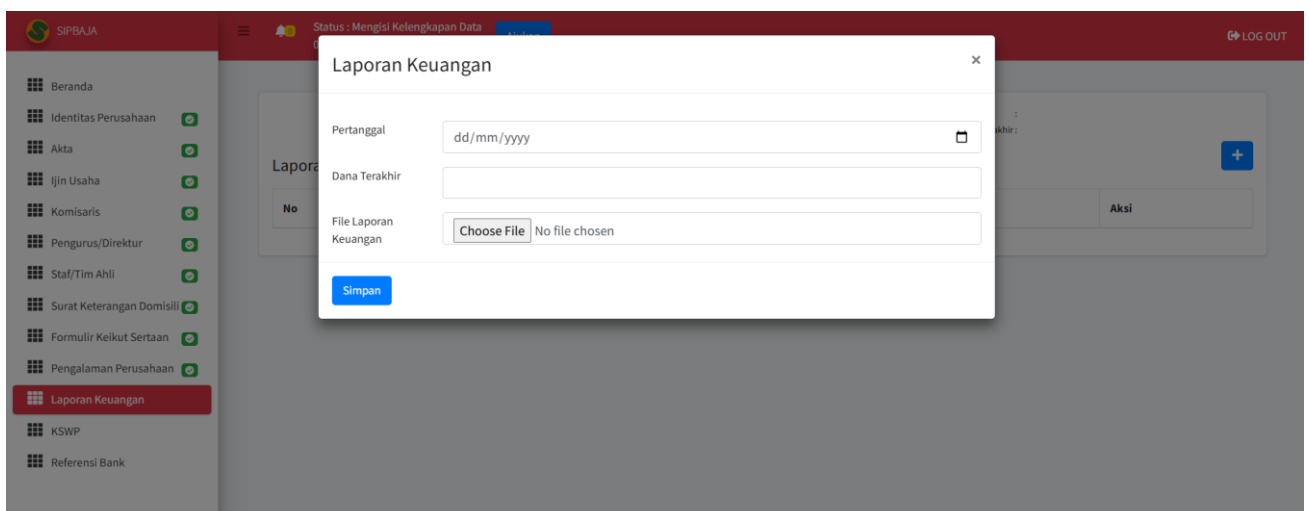 SIPBAJA
Status : Mengisi Kelengkapan Data
LOG OUT
Beranda
Identitas Perusahaan
Akta
Ijin Usaha
Komisaris
Pengurus/Direktur
Staf/Tim Ahli
Surat Keterangan Domisili
Formulir Keikut Sertaan
Pengalaman Perusahaan
Laporan Keuangan
KSWP
Referensi Bank
Laporan Keuangan
×
Pertanggal
dd/mm/yyyy
Dana Terakhir
File Laporan
Keuangan
Choose File No file chosen
Simpan
:
akhir :
+
Lapora
No
Aksi